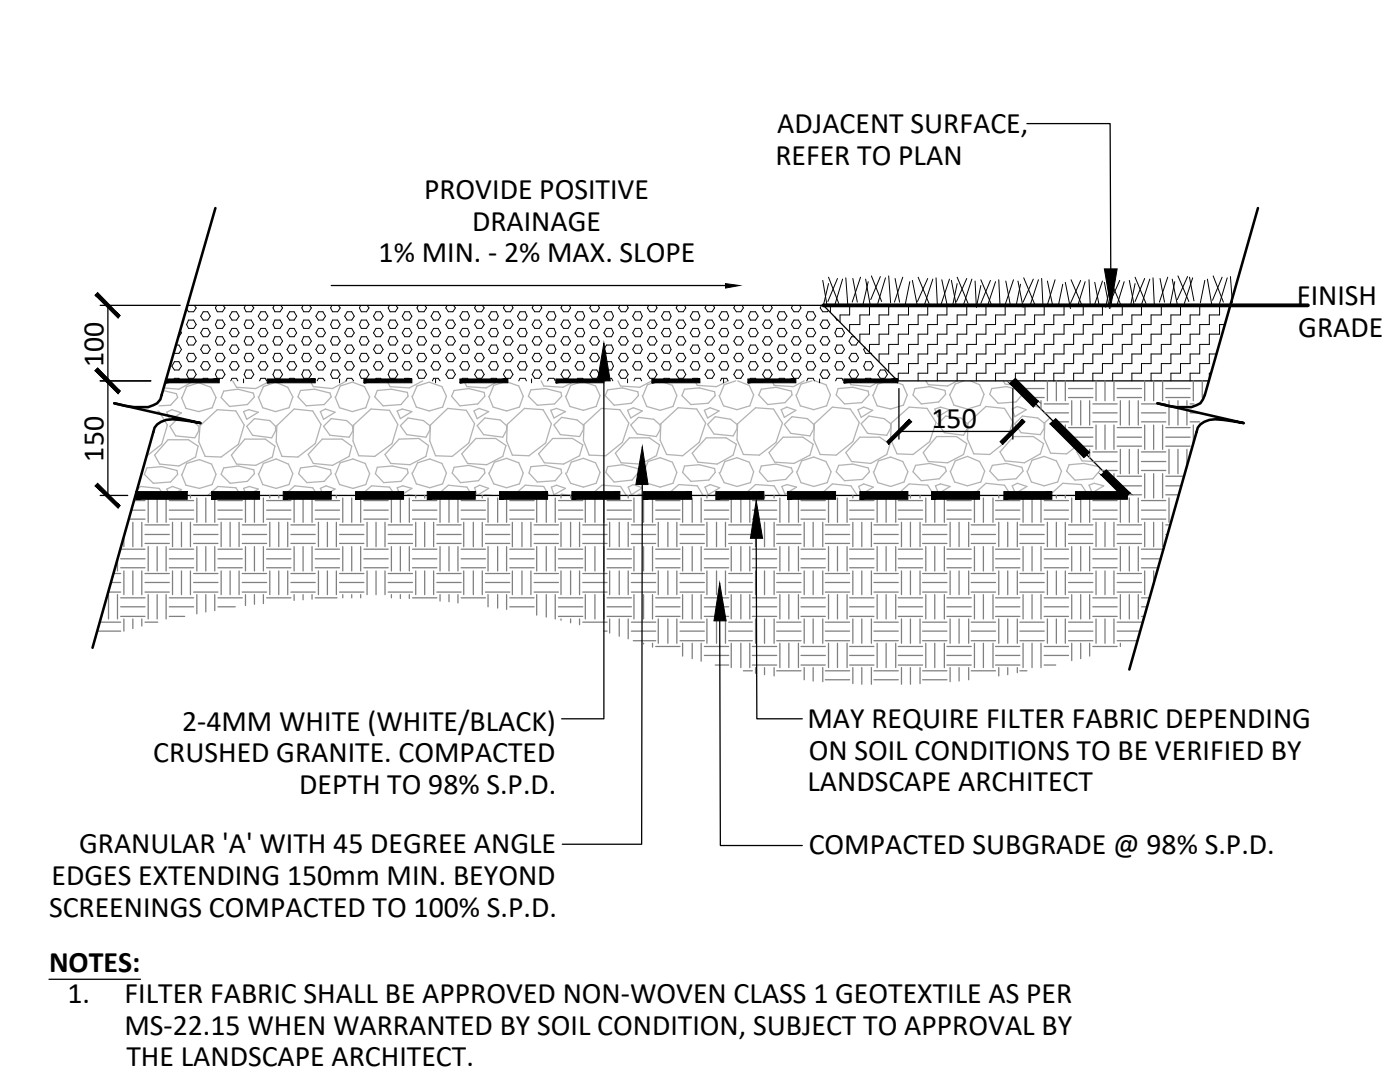 ADJACENT SURFACE,
REFER TO PLAN
PROVIDE POSITIVE
DRAINAGE
1% MIN. - 2% MAX. SLOPE
FINISH
GRADE
100
150
150
2-4MM WHITE (WHITE/BLACK)
CRUSHED GRANITE. COMPACTED
DEPTH TO 98% S.P.D.
MAY REQUIRE FILTER FABRIC DEPENDING
ON SOIL CONDITIONS TO BE VERIFIED BY
LANDSCAPE ARCHITECT
GRANULAR 'A' WITH 45 DEGREE ANGLE
EDGES EXTENDING 150mm MIN. BEYOND
SCREENINGS COMPACTED TO 100% S.P.D.
COMPACTED SUBGRADE @ 98% S.P.D.
NOTES:
1. FILTER FABRIC SHALL BE APPROVED NON-WOVEN CLASS 1 GEOTEXTILE AS PER
MS-22.15 WHEN WARRANTED BY SOIL CONDITION, SUBJECT TO APPROVAL BY
THE LANDSCAPE ARCHITECT.